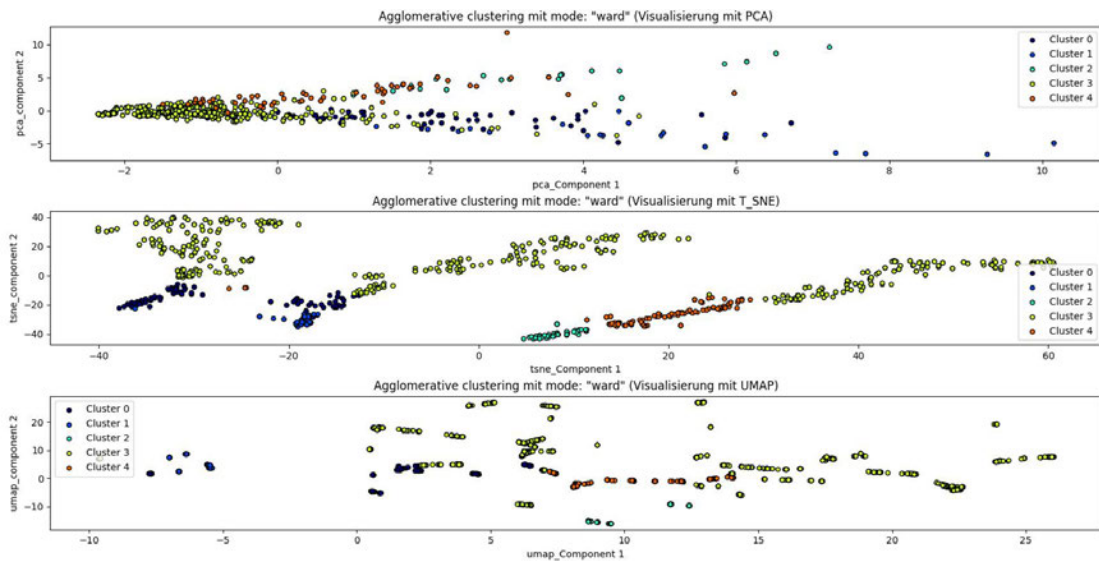 Agglomerative clustering mit mode: "ward" (Visualisierung mit PCA)
pca_component 2
10
5
0
−5
Cluster 0
Cluster 1
Cluster 2
Cluster 3
Cluster 4
−2 0 2 4 6 8 10
pca_Component 1
Agglomerative clustering mit mode: "ward" (Visualisierung mit T_SNE)
tsne_component 2
40
20
0
−20
−40
Cluster 0
Cluster 1
Cluster 2
Cluster 3
Cluster 4
−40 −20 0 20 40 60
tsne_Component 1
Agglomerative clustering mit mode: "ward" (Visualisierung mit UMAP)
umap_component 2
20
10
0
−10
Cluster 0
Cluster 1
Cluster 2
Cluster 3
Cluster 4
−10 −5 0 5 10 15 20 25
umap_Component 1